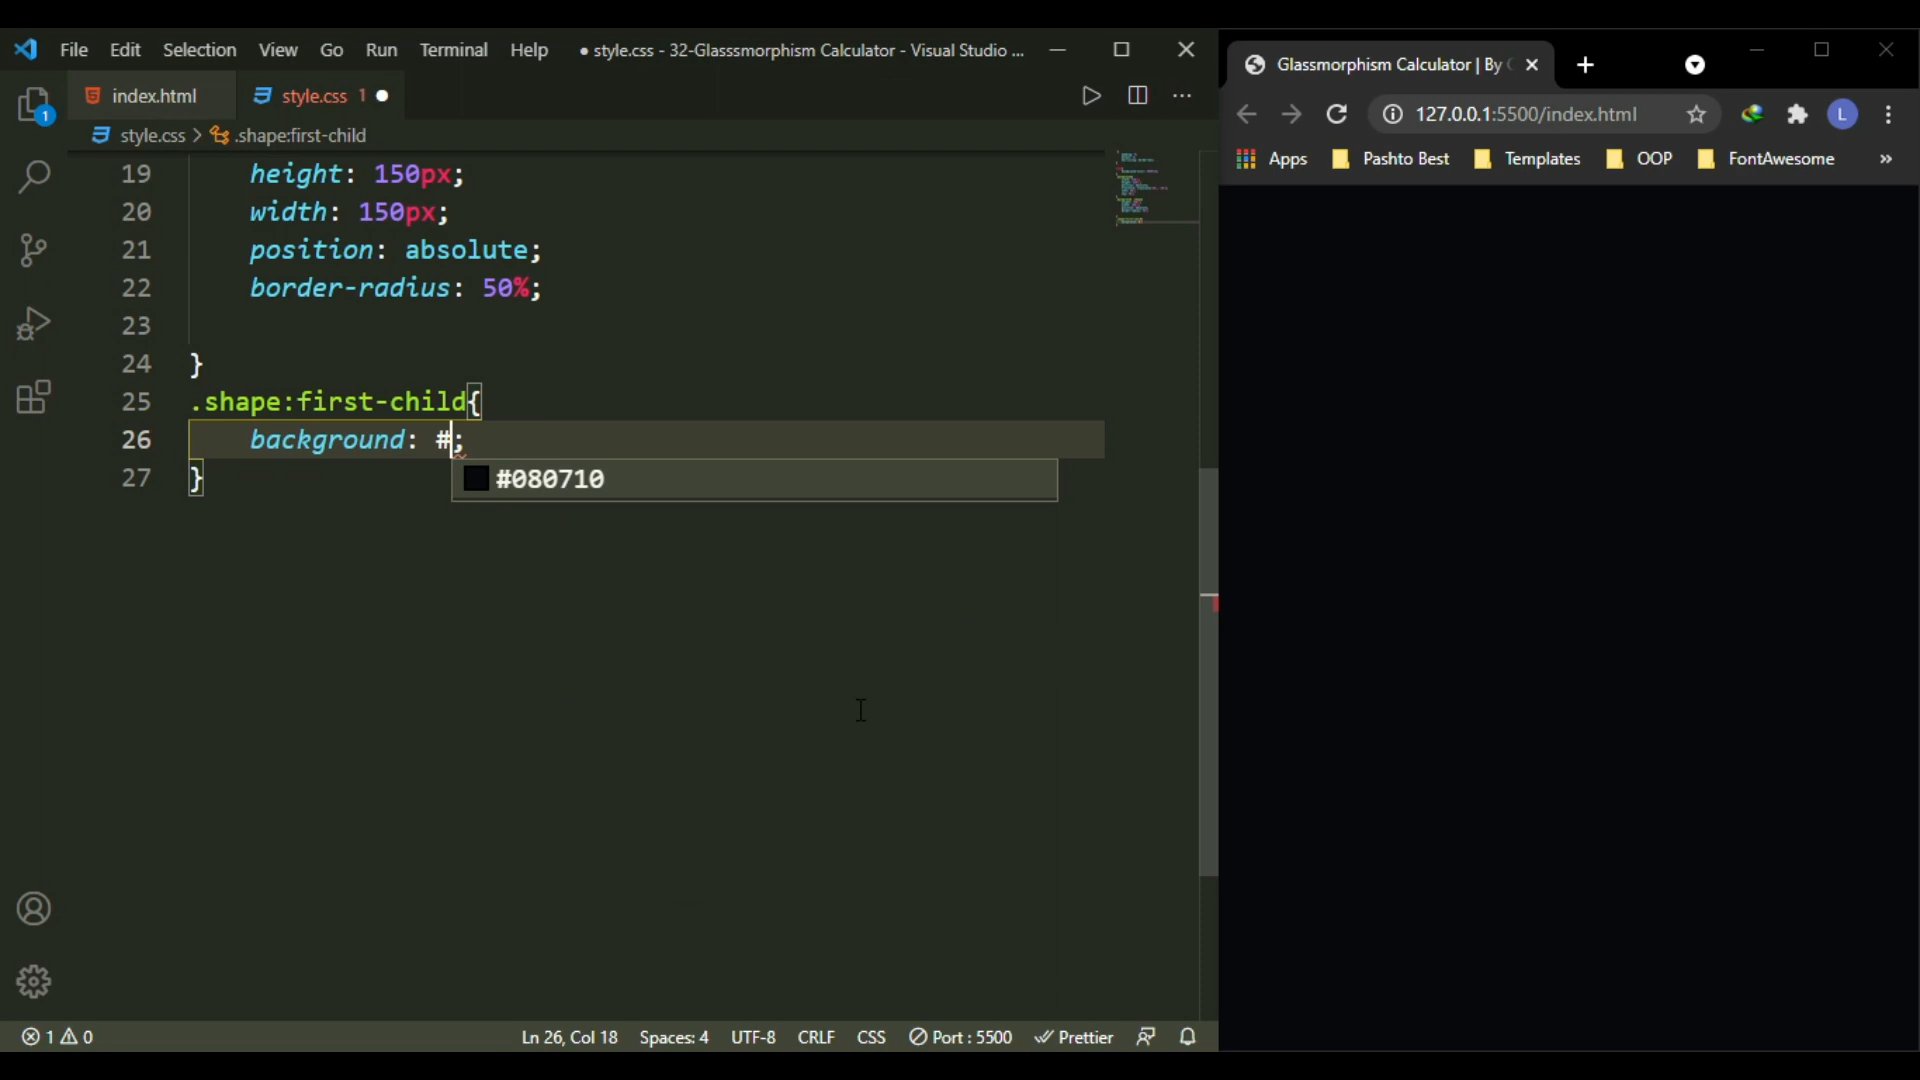 File Edit Selection View Go Run Terminal Help ● style.css - 32-Glasssmorphism Calculator - Visual Studio ...
index.html style.css 1 ●
style.css > .shape:first-child
19 height: 150px;
20 width: 150px;
21 position: absolute;
22 border-radius: 50%;
23
24 }
25 .shape:first-child{
26 background: #;
#080710
27 }
1
1 0 Ln 26, Col 18 Spaces: 4 UTF-8 CRLF CSS Port : 5500 Prettier
Glassmorphism Calculator | By
127.0.0.1:5500/index.html L
Apps Pashto Best Templates OOP FontAwesome »